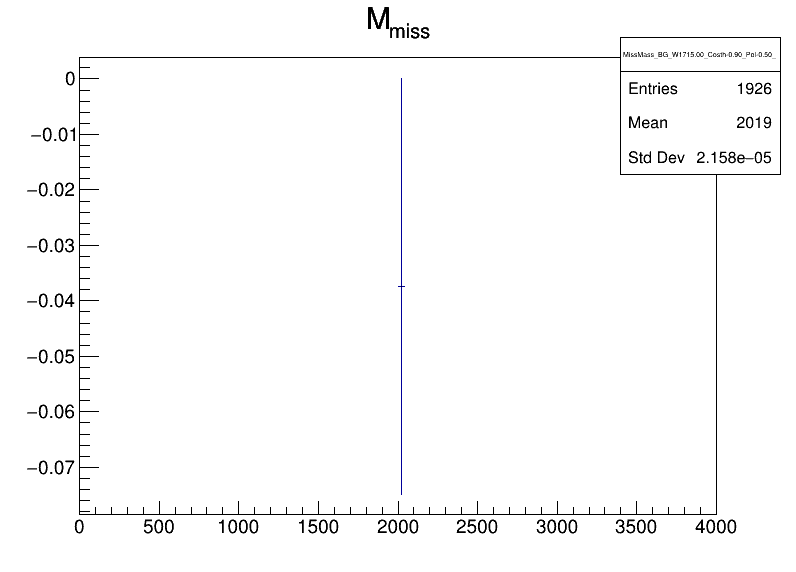 M_miss
MissMass_BG_W1715.00_Costh-0.90_Pol-0.50_
Entries 1926
Mean 2019
Std Dev 2.158e−05
0
−0.01
−0.02
−0.03
−0.04
−0.05
−0.06
−0.07
0 500 1000 1500 2000 2500 3000 3500 4000